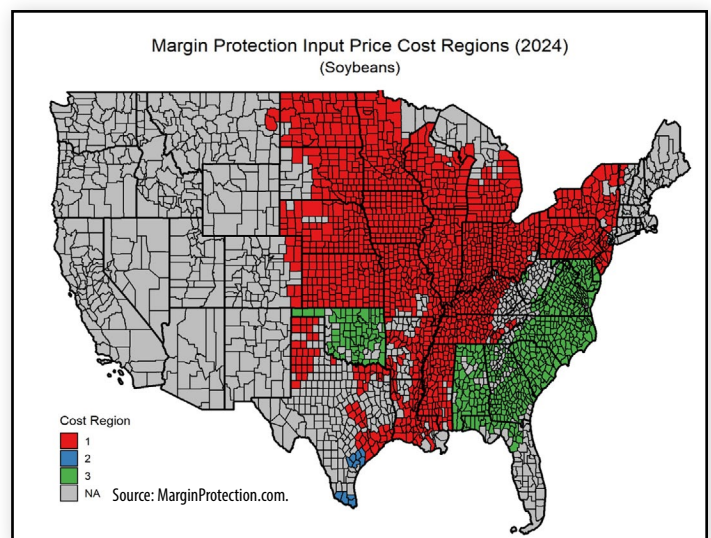 Margin Protection Input Price Cost Regions (2024)
(Soybeans)
Cost Region
1
2
3
NA
Source: MarginProtection.com.